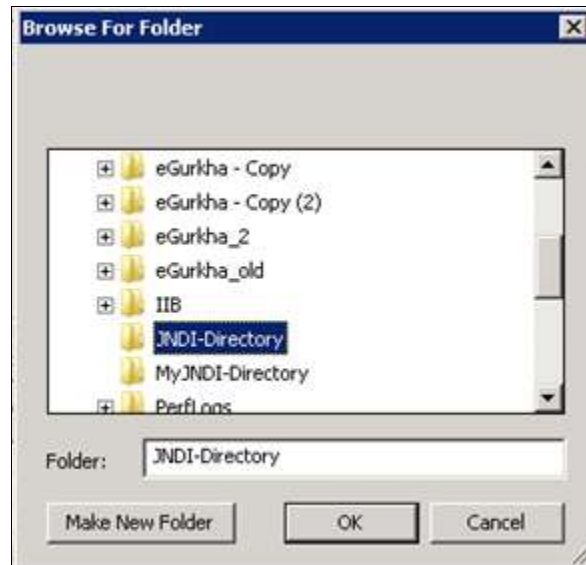 Browse For Folder
eGurkha - Copy
eGurkha - Copy (2)
eGurkha_2
eGurkha_old
IIB
JNDI-Directory
MyJNDI-Directory
PerfLogs
Folder: JNDI-Directory
Make New Folder OK Cancel